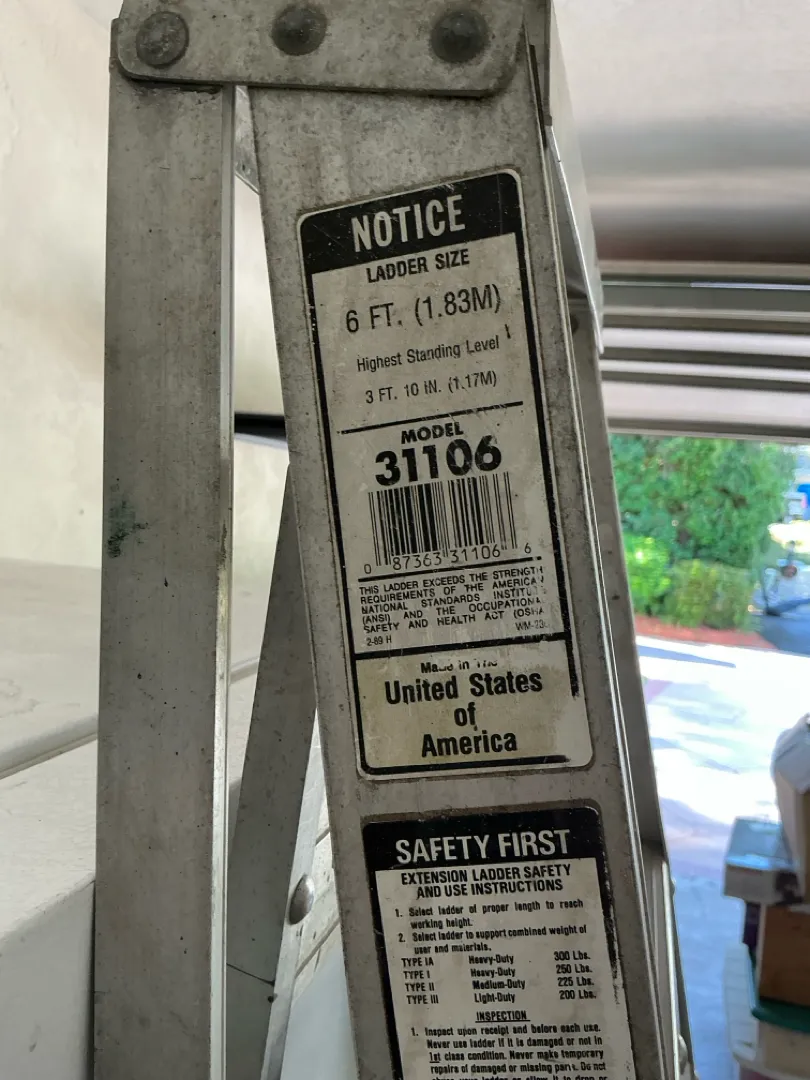 NOTICE
LADDER SIZE
6 FT. (1.83M)
Highest Standing Level
3 FT. 10 IN. (1.17M)
MODEL
31106
0 87363 31106 6
THIS LADDER EXCEEDS THE STRENGTH
REQUIREMENTS OF THE AMERICAN
NATIONAL STANDARDS
(ANSI) AND THE OCCUPATIONAL
SAFETY AND HEALTH ACT (OSHA
2-89 H
Made in The
United States
of
America
SAFETY FIRST
EXTENSION LADDER SAFETY
AND USE INSTRUCTIONS
1. Select ladder of proper length to reach
working height.
2. Select ladder to support combined weight of
user and materials.
TYPE IA Heavy-Duty 300 Lbs.
TYPE I Heavy-Duty 250 Lbs.
TYPE II Medium-Duty 225 Lbs.
TYPE III Light-Duty 200 Lbs.
INSPECTION
1. Inspect upon receipt and before each use.
Never use ladder if it is damaged or not in
1st class condition. Never make temporary
repairs of damaged or missing parts. Do not